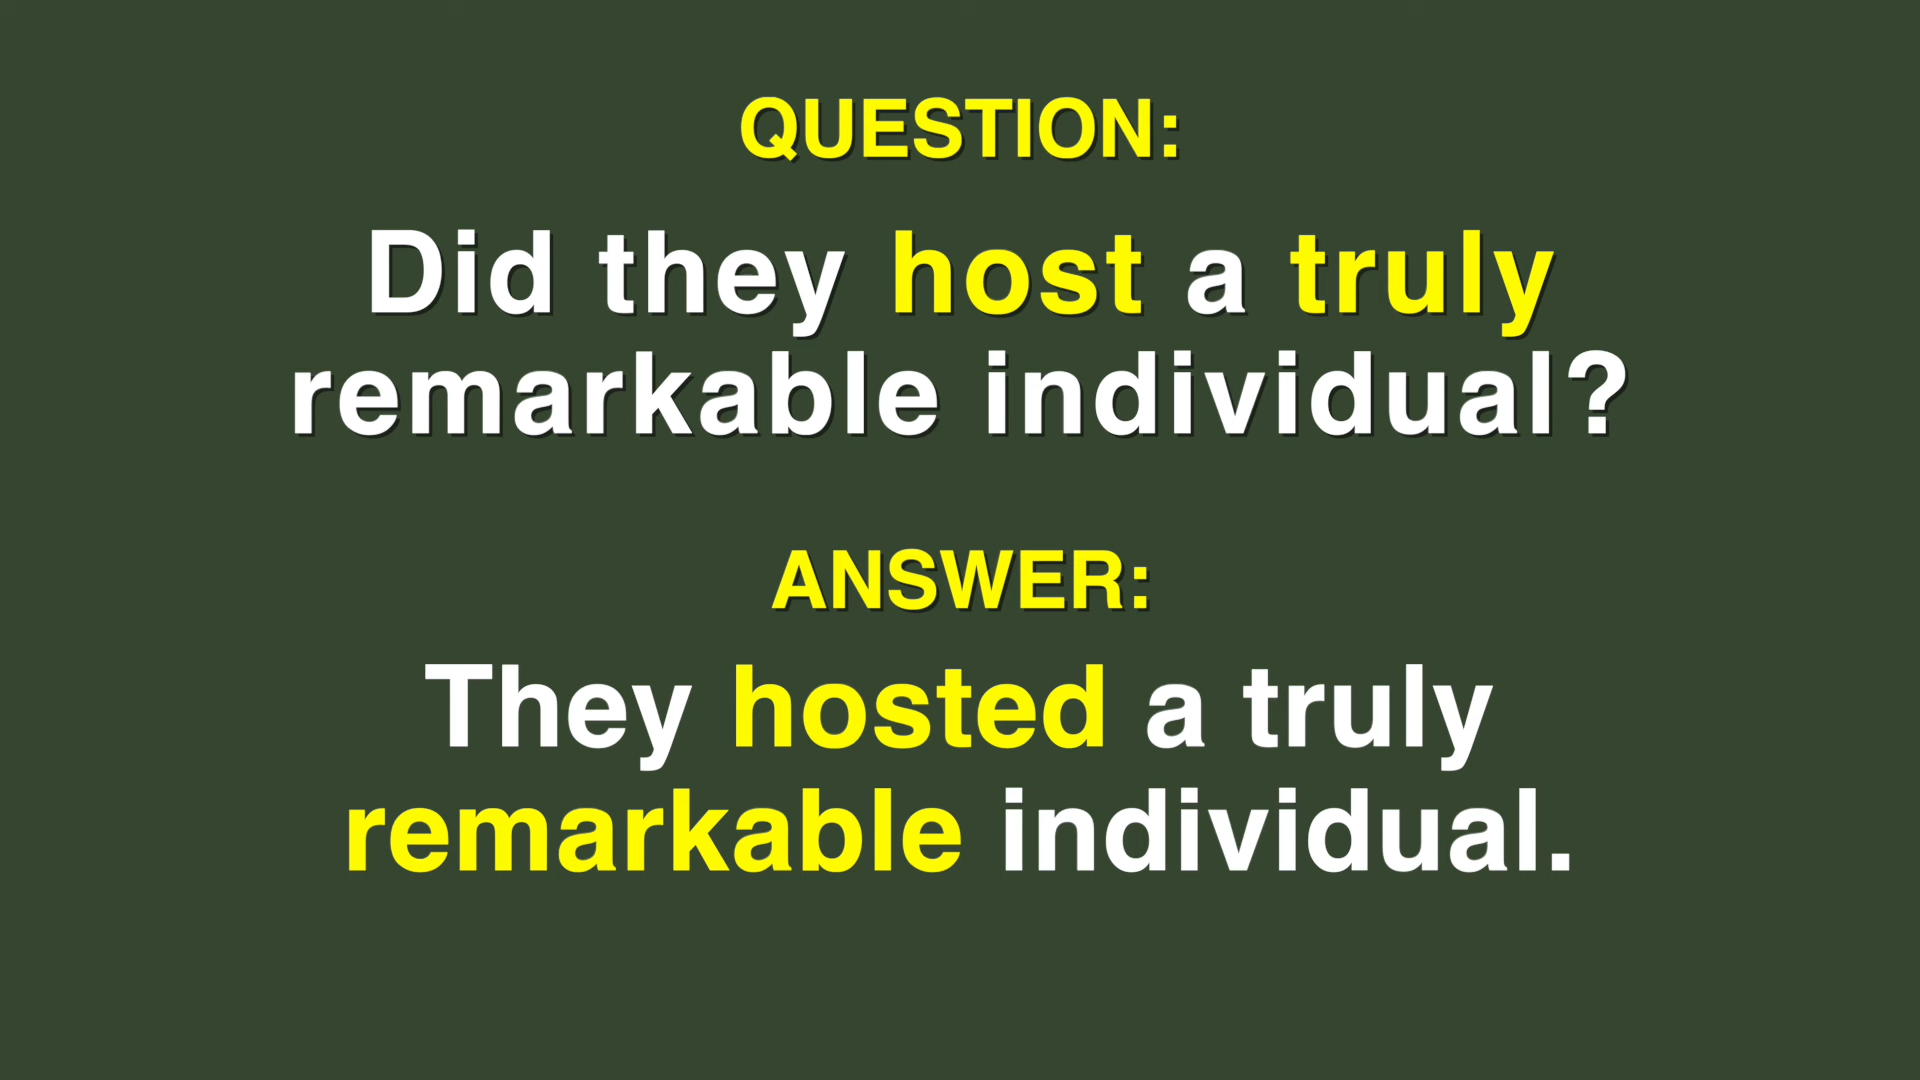 QUESTION:
Did they host a truly
remarkable individual?
ANSWER:
They hosted a truly
remarkable individual.